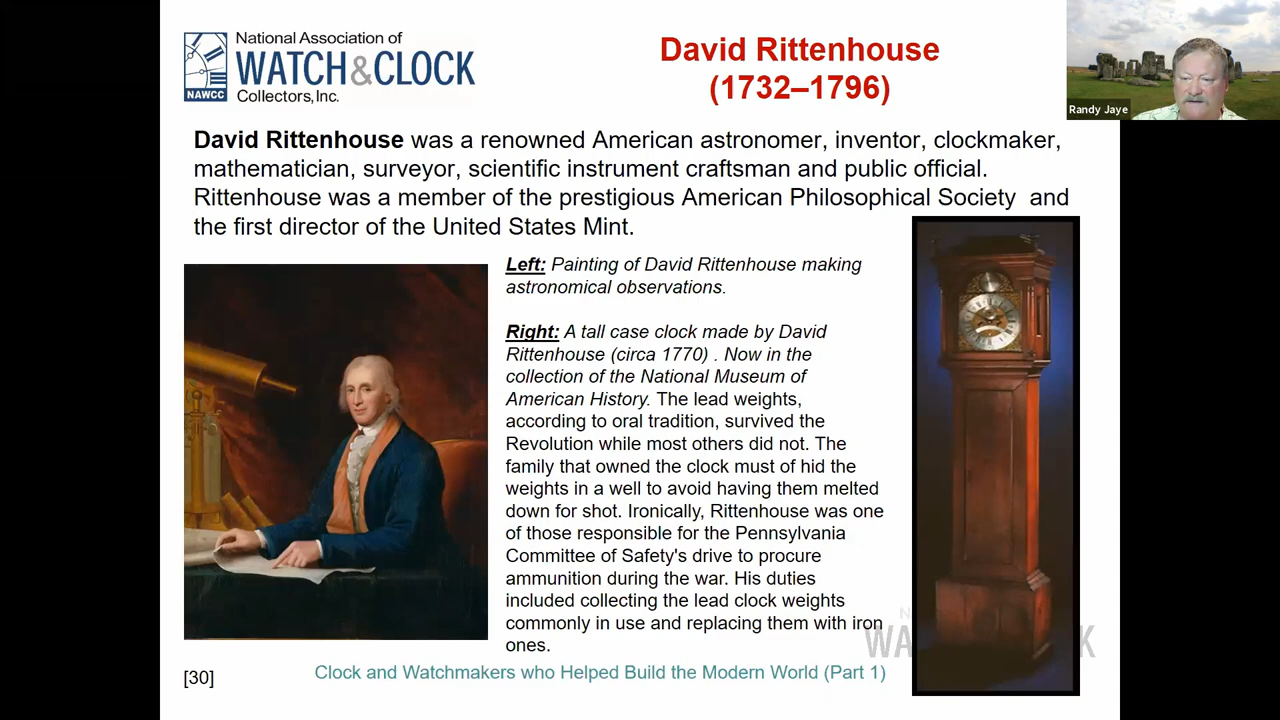 National Association of
WATCH&CLOCK
Collectors, Inc.
NAWCC
David Rittenhouse
(1732–1796)
Randy Jaye
David Rittenhouse was a renowned American astronomer, inventor, clockmaker,
mathematician, surveyor, scientific instrument craftsman and public official.
Rittenhouse was a member of the prestigious American Philosophical Society and
the first director of the United States Mint.
Left: Painting of David Rittenhouse making
astronomical observations.
Right: A tall case clock made by David
Rittenhouse (circa 1770) . Now in the
collection of the National Museum of
American History. The lead weights,
according to oral tradition, survived the
Revolution while most others did not. The
family that owned the clock must of hid the
weights in a well to avoid having them melted
down for shot. Ironically, Rittenhouse was one
of those responsible for the Pennsylvania
Committee of Safety's drive to procure
ammunition during the war. His duties
included collecting the lead clock weights
commonly in use and replacing them with iron
ones.
[30]
Clock and Watchmakers who Helped Build the Modern World (Part 1)